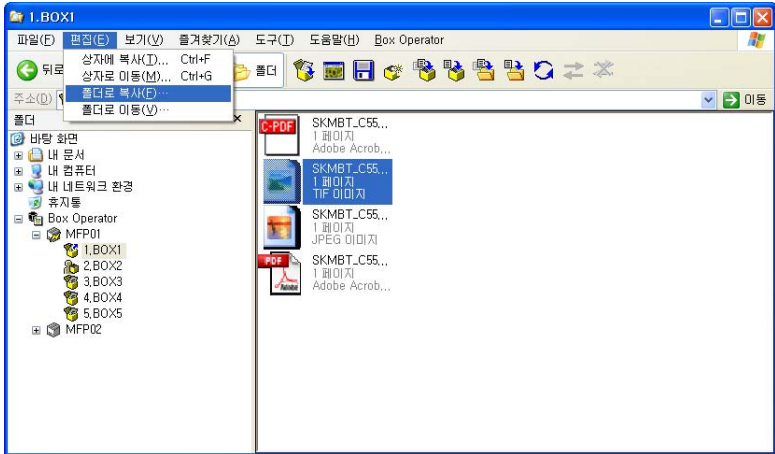 1.BOX1
파일(F) 편집(E) 보기(V) 즐겨찾기(A) 도구(T) 도움말(H) Box Operator
상자에 복사(T)... Ctrl+F
상자로 이동(M)... Ctrl+G
폴더로 복사(F)…
폴더로 이동(V)…
뒤로
폴더
주소(D)
이동
폴더
바탕 화면
내 문서
내 컴퓨터
내 네트워크 환경
휴지통
Box Operator
MFP01
1,BOX1
2,BOX2
3,BOX3
4,BOX4
5,BOX5
MFP02
C-PDF
SKMBT_C55...
1 페이지
Adobe Acrob...
SKMBT_C55...
1 페이지
TIF 이미지
SKMBT_C55...
1 페이지
JPEG 이미지
PDF
Adobe
SKMBT_C55...
1 페이지
Adobe Acrob...